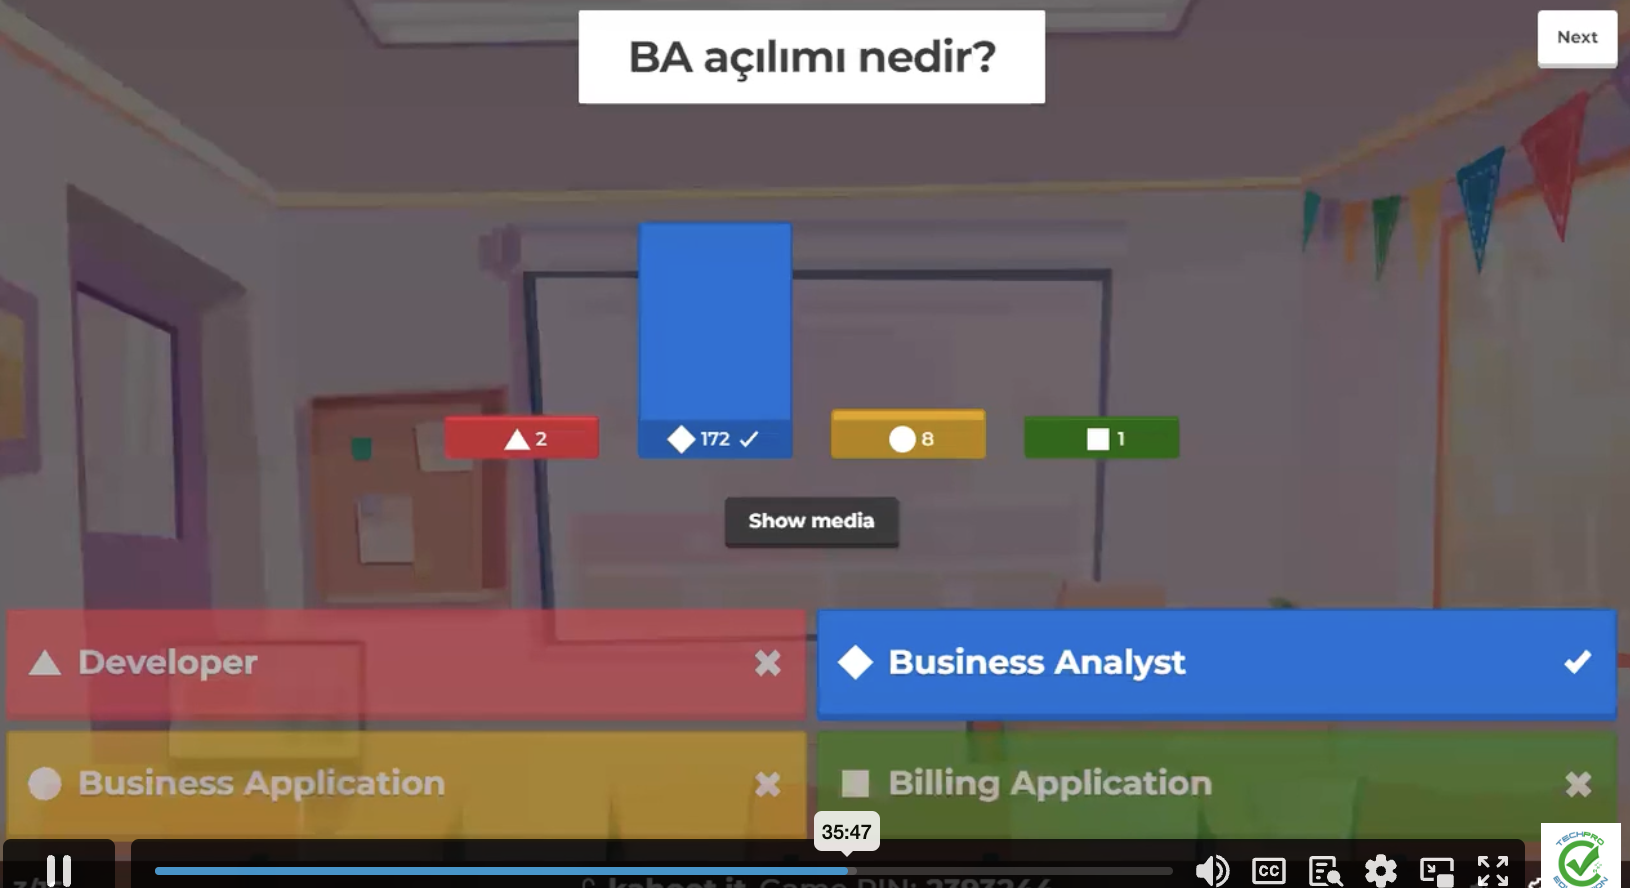 BA açılımı nedir?
Next
2
172
8
1
Show media
Developer
Business Analyst
Business Application
Billing Application
35:47
CC
TECHPRO